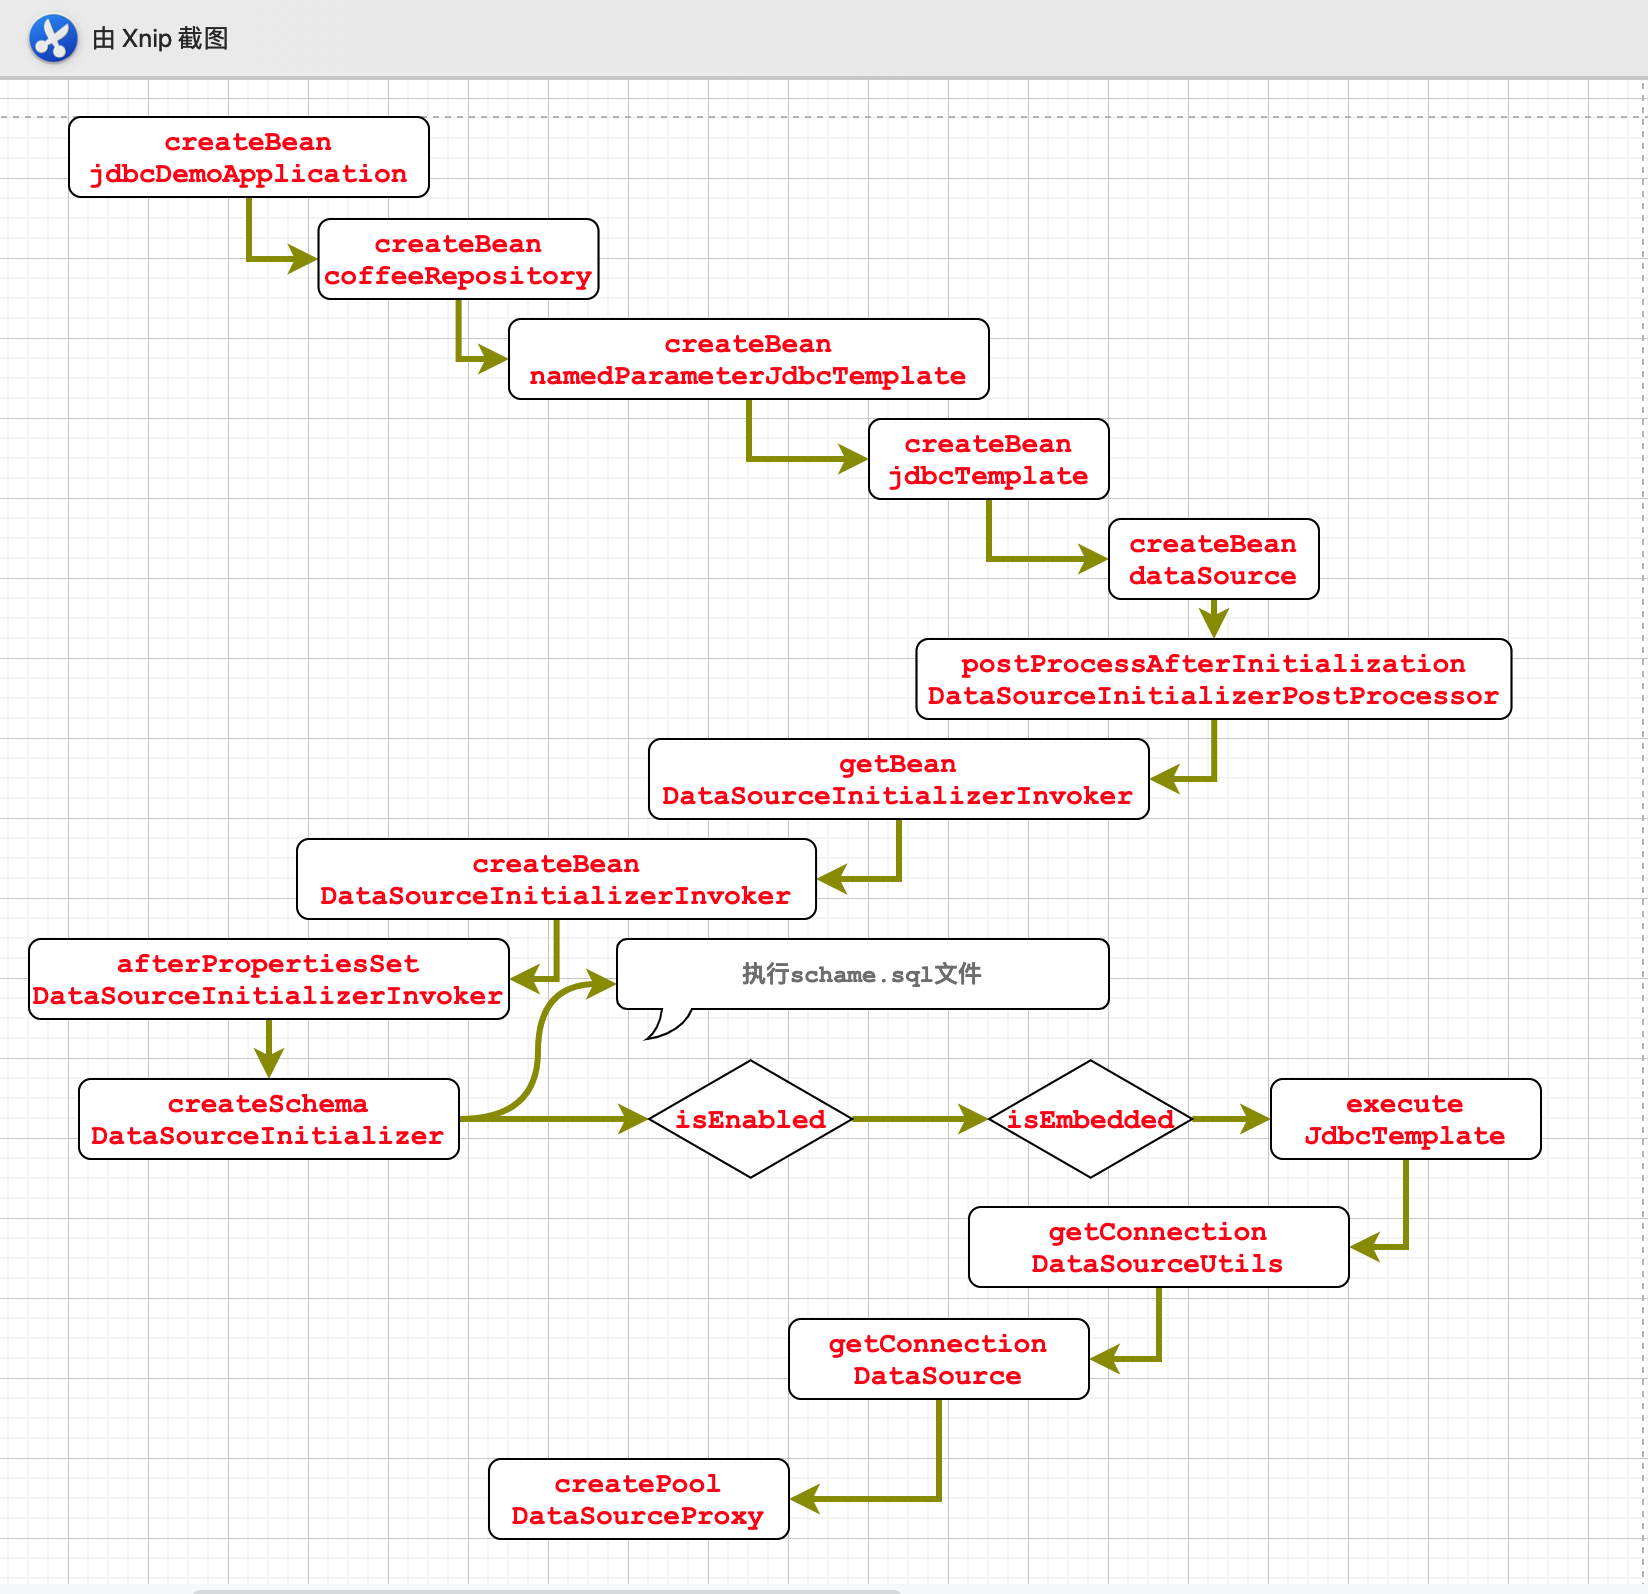 由 Xnip 截图
createBean
jdbcDemoApplication
createBean
coffeeRepository
createBean
namedParameterJdbcTemplate
createBean
jdbcTemplate
createBean
dataSource
postProcessAfterInitialization
DataSourceInitializerPostProcessor
getBean
DataSourceInitializerInvoker
createBean
DataSourceInitializerInvoker
afterPropertiesSet
DataSourceInitializerInvoker
执行schame.sql文件
createSchema
DataSourceInitializer
isEnabled
isEmbedded
execute
JdbcTemplate
getConnection
DataSourceUtils
getConnection
DataSource
createPool
DataSourceProxy